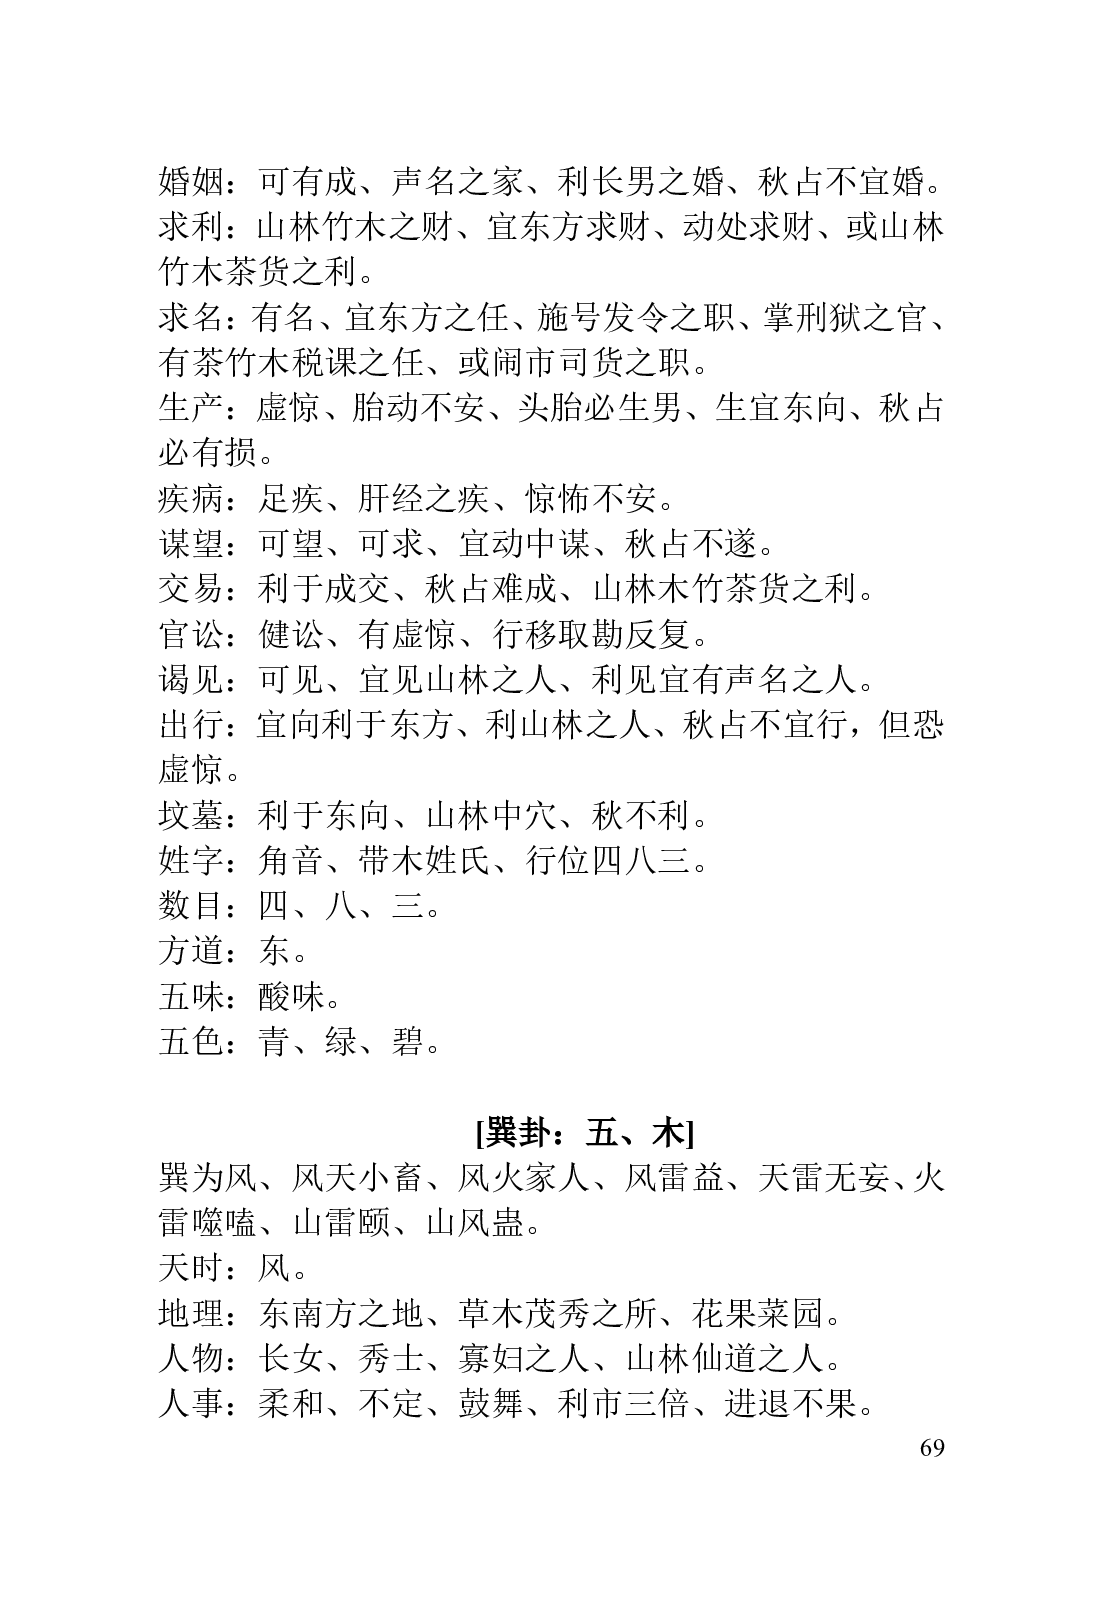 婚姻：可有成、声名之家、利长男之婚、秋占不宜婚。
求利：山林竹木之财、宜东方求财、动处求财、或山林
竹木茶货之利。
求名：有名、宜东方之任、施号发令之职、掌刑狱之官、
有茶竹木税课之任、或闹市司货之职。
生产：虚惊、胎动不安、头胎必生男、生宜东向、秋占
必有损。
疾病：足疾、肝经之疾、惊怖不安。
谋望：可望、可求、宜动中谋、秋占不遂。
交易：利于成交、秋占难成、山林木竹茶货之利。
官讼：健讼、有虚惊、行移取勘反复。
谒见：可见、宜见山林之人、利见宜有声名之人。
出行：宜向利于东方、利山林之人、秋占不宜行，但恐
虚惊。
坟墓：利于东向、山林中穴、秋不利。
姓字：角音、带木姓氏、行位四八三。
数目：四、八、三。
方道：东。
五味：酸味。
五色：青、绿、碧。
[巽卦：五、木]
巽为风、风天小畜、风火家人、风雷益、天雷无妄、火
雷噬嗑、山雷颐、山风蛊。
天时：风。
地理：东南方之地、草木茂秀之所、花果菜园。
人物：长女、秀士、寡妇之人、山林仙道之人。
人事：柔和、不定、鼓舞、利市三倍、进退不果。
69